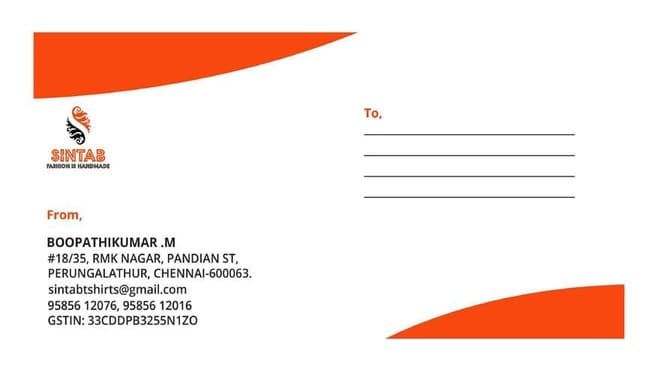 SINTAB
FASHION IS HANDMADE
To,
From,
BOOPATHIKUMAR .M
#18/35, RMK NAGAR, PANDIAN ST,
PERUNGALATHUR, CHENNAI-600063.
sintabtshirts@gmail.com
95856 12076, 95856 12016
GSTIN: 33CDDPB3255N1ZO